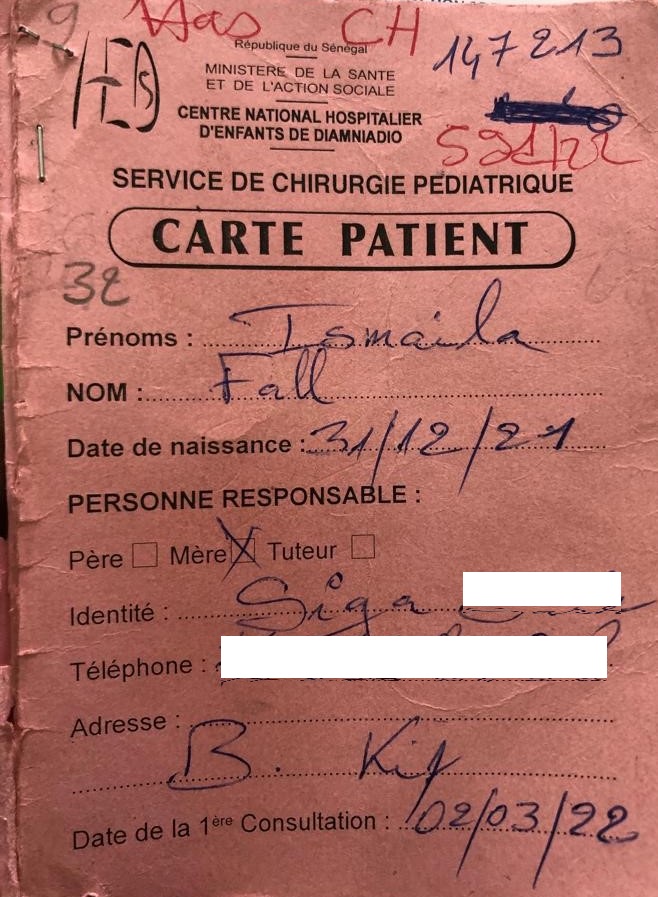 Has CH
République du Sénégal
147213
MINISTERE DE LA SANTE
ET DE L'ACTION SOCIALE
CENTRE NATIONAL HOSPITALIER
D'ENFANTS DE DIAMNIADIO
SERVICE DE CHIRURGIE PEDIATRIQUE
CARTE PATIENT
32
Prénoms : Ismaila
NOM : Fall
Date de naissance : 31/12/21
PERSONNE RESPONSABLE :
Père Mère X Tuteur
Identité : Siga
Téléphone :
Adresse :
B. Kip
Date de la 1ère Consultation : 02/03/22